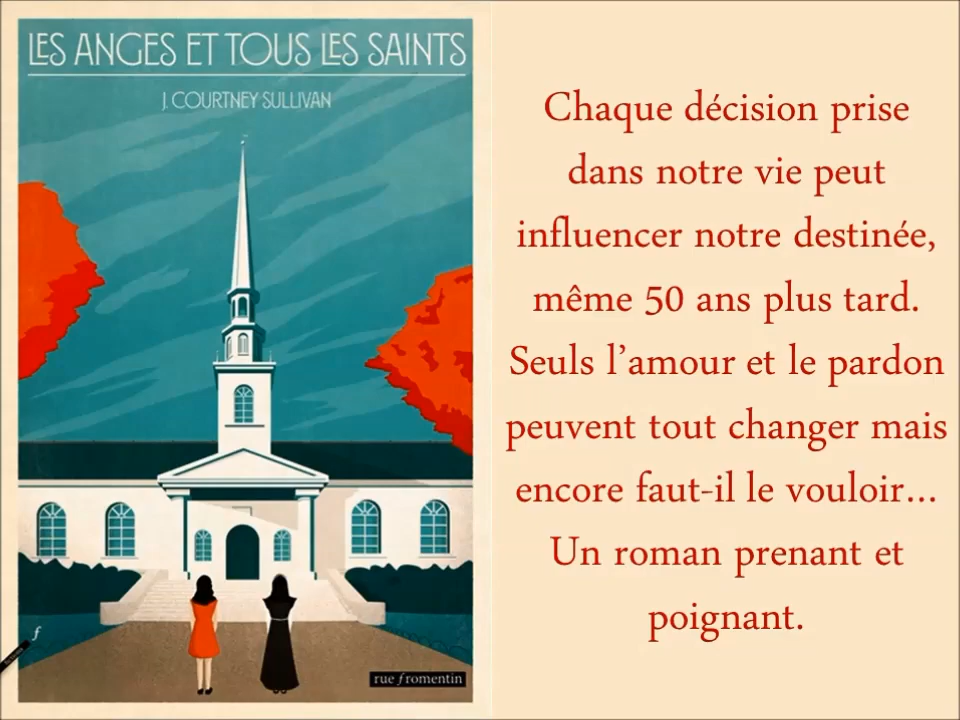 LES ANGES ET TOUS LES SAINTS
J. COURTNEY SULLIVAN
f
rue fromentin
Chaque décision prise
dans notre vie peut
influencer notre destinée,
même 50 ans plus tard.
Seuls l'amour et le pardon
peuvent tout changer mais
encore faut-il le vouloir...
Un roman prenant et
poignant.